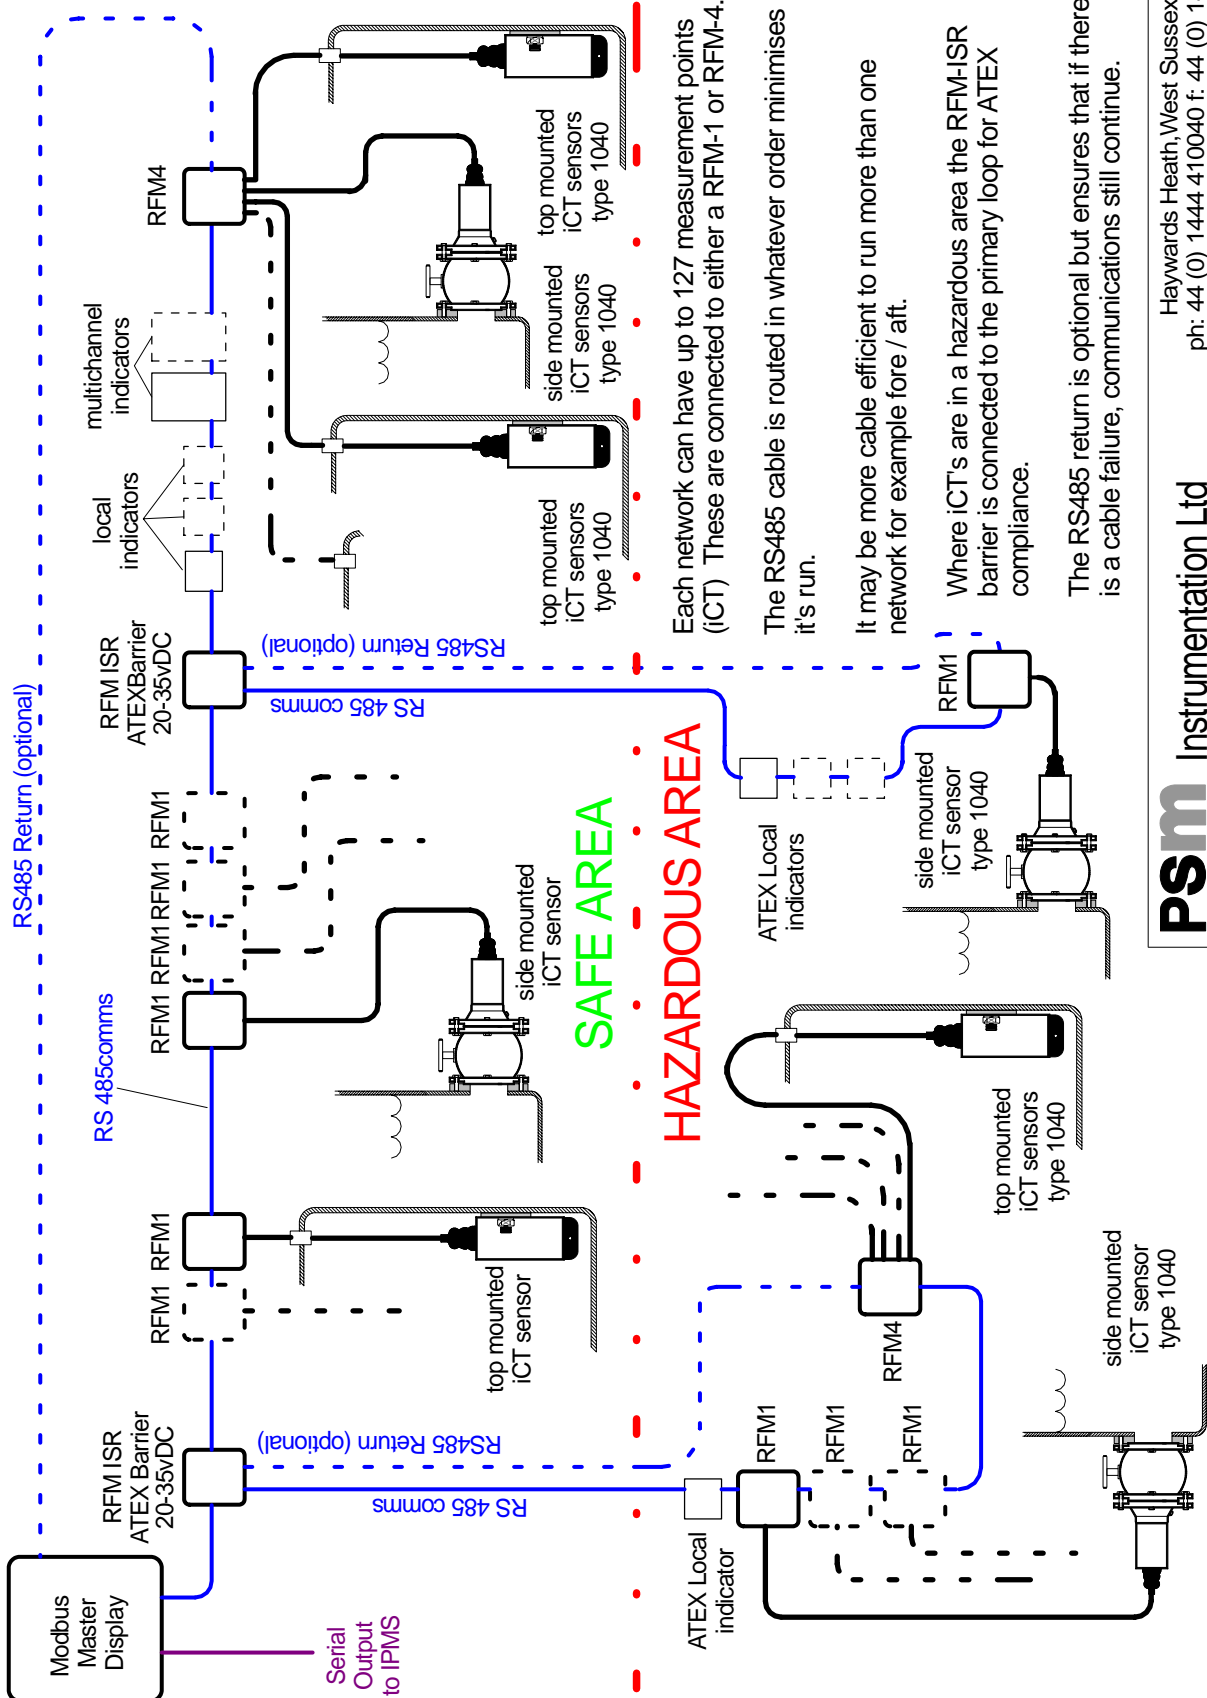 RS485 Return (optional)
Modbus
Master
Display
Serial
Output
to IPMS
RFM ISR
ATEX Barrier
20-35vDC
RFM1
RFM1
RS 485comms
RFM1
RFM1
RFM1
RFM1
RFM ISR
ATEXBarrier
20-35vDC
local
indicators
multichannel
indicators
RFM4
RS485 Return (optional)
RS 485 comms
top mounted
iCT sensor
side mounted
iCT sensor
RS485 Return (optional)
RS 485 comms
top mounted
iCT sensors
type 1040
side mounted
iCT sensors
type 1040
top mounted
iCT sensors
type 1040
SAFE AREA
HAZARDOUS AREA
ATEX Local
indicator
RFM1
RFM1
RFM1
RFM4
side mounted
iCT sensor
type 1040
top mounted
iCT sensors
type 1040
ATEX Local
indicators
side mounted
iCT sensor
type 1040
RFM1
Each network can have up to 127 measurement points
(iCT) These are connected to either a RFM-1 or RFM-4.
The RS485 cable is routed in whatever order minimises
it's run.
It may be more cable efficient to run more than one
network for example fore / aft.
Where iCT's are in a hazardous area the RFM-ISR
barrier is connected to the primary loop for ATEX
compliance.
The RS485 return is optional but ensures that if there
is a cable failure, communications still continue.
psm Instrumentation Ltd
Haywards Heath,West Sussex
ph: 44 (0) 1444 410040 f: 44 (0)